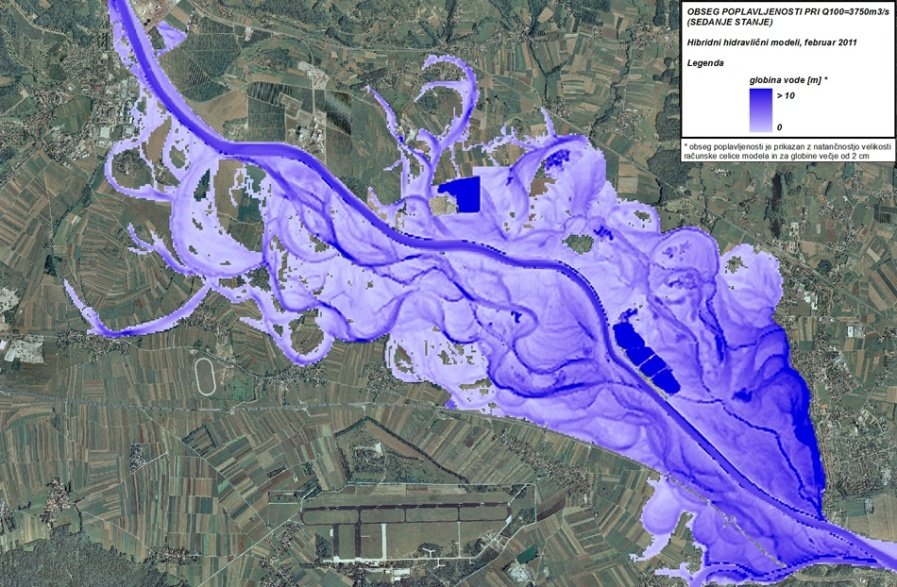 OBSEG POPLAVLJENOSTI PRI Q100=3750m3/s
(SEDANJE STANJE)
Hibridni hidravlični modeli, februar 2011
Legenda
globina vode [m] *
> 10
0
* obseg poplavljenosti je prikazan z natančnostjo velikosti
računske celice modela in za globine večje od 2 cm